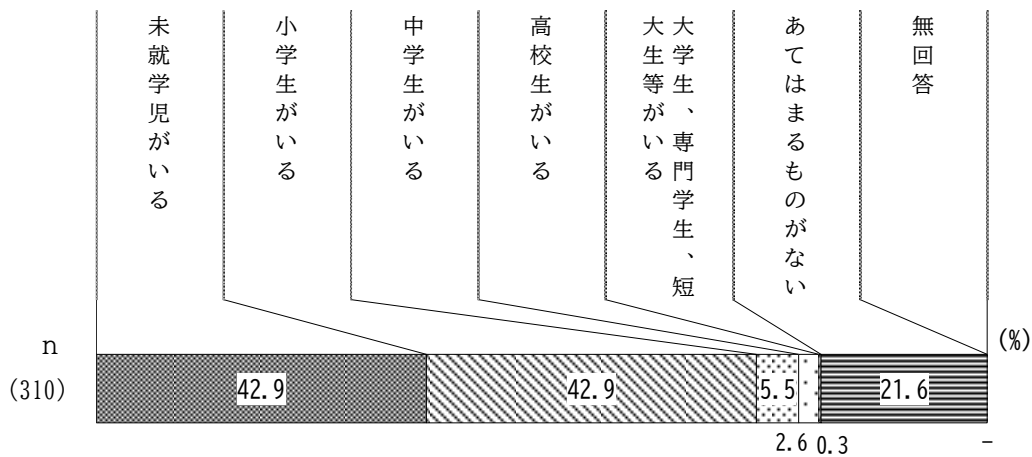 未就学児がいる
小学生がいる
中学生がいる
高校生がいる
大学生、専門学生、短
大生等がいる
あてはまるものがない
無回答
(%)
n
(310)
42.9
42.9
5.5
21.6
2.6
0.3
-